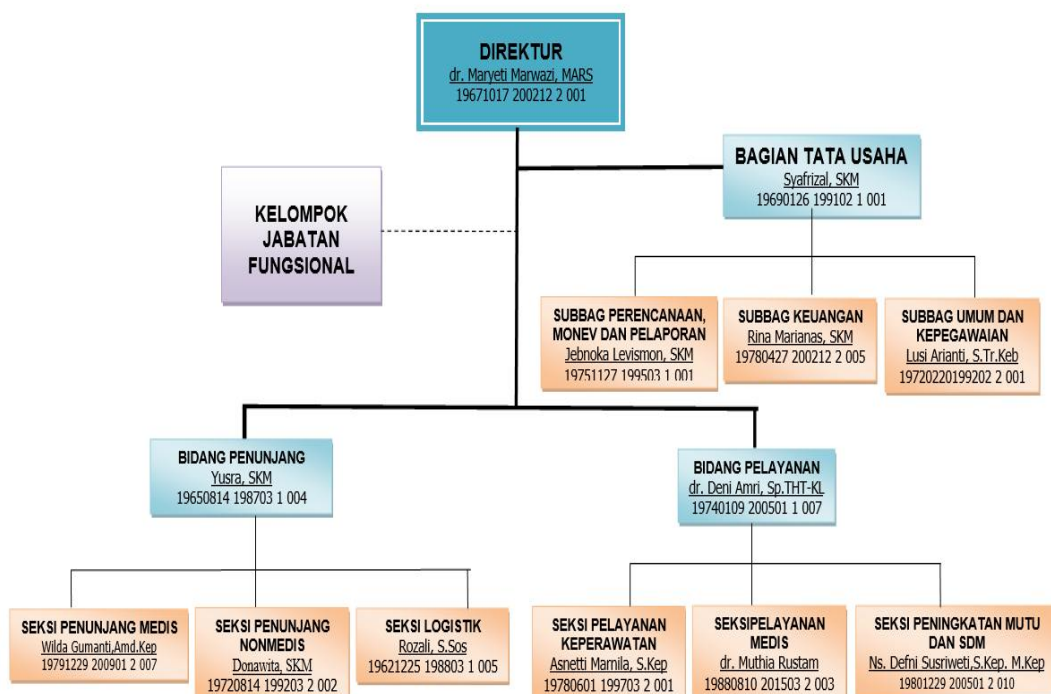 DIREKTUR
dr. Maryeti Marwazi, MARS
19671017 200212 2 001
BAGIAN TATA USAHA
Syafrizal, SKM
19690126 199102 1 001
KELOMPOK
JABATAN
FUNGSIONAL
SUBBAG PERENCANAAN,
MONEV DAN PELAPORAN
Jebnoka Levismon, SKM
19751127 199503 1 001
SUBBAG KEUANGAN
Rina Marianas, SKM
19780427 200212 2 005
SUBBAG UMUM DAN
KEPEGAWAIAN
Lusi Arianti, S.Tr.Keb
19720220199202 2 001
BIDANG PENUNJANG
Yusra, SKM
19650814 198703 1 004
BIDANG PELAYANAN
dr. Deni Amri, Sp.THT-KL
19740109 200501 1 007
SEKSI PENUNJANG MEDIS
Wilda Gumanti,Amd.Kep
19791229 200901 2 007
SEKSI PENUNJANG
NONMEDIS
Donawita, SKM
19720814 199203 2 002
SEKSI LOGISTIK
Rozali, S.Sos
19621225 198803 1 005
SEKSI PELAYANAN
KEPERAWATAN
Asnetti Mamila, S.Kep
19780601 199703 2 001
SEKSIPELAYANAN
MEDIS
dr. Muthia Rustam
19880810 201503 2 003
SEKSI PENINGKATAN MUTU
DAN SDM
Ns. Defni Susriweti,S.Kep. M.Kep
19801229 200501 2 010